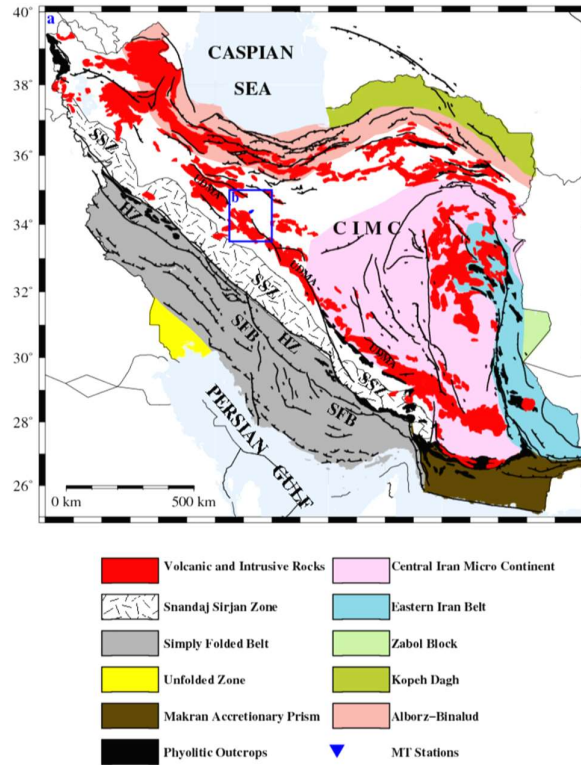 a
40°
38°
36°
34°
32°
30°
28°
26°
CASPIAN
SEA
SSZ
UDMA
b
HZ
CIMC
SSZ
UDMA
SFB
HZ
UDMA
SSZ
SFB
PERSIAN
GULF
0 km 500 km
Volcanic and Intrusive Rocks
Central Iran Micro Continent
Snandaj Sirjan Zone
Eastern Iran Belt
Simply Folded Belt
Zabol Block
Unfolded Zone
Kopeh Dagh
Makran Accretionary Prism
Alborz-Binalud
Phyolitic Outcrops
MT Stations